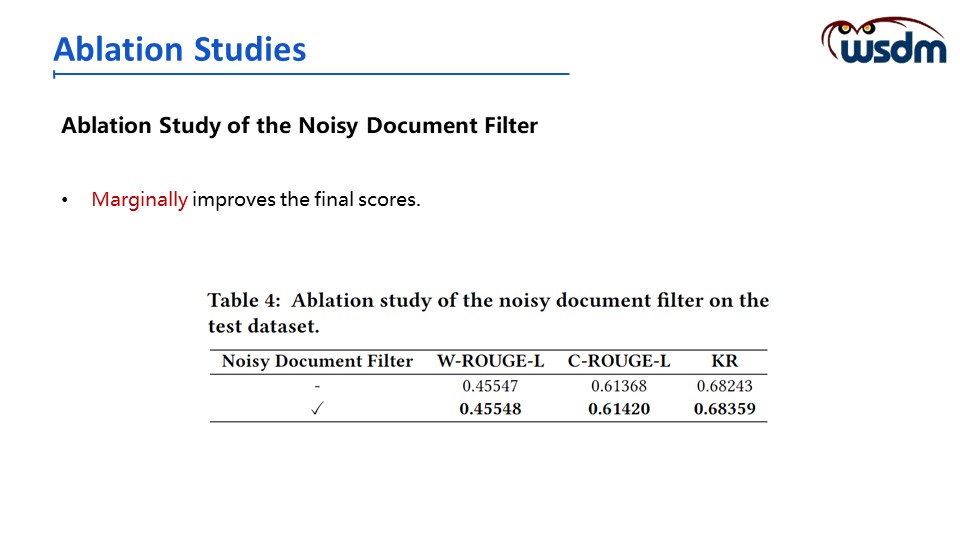 Ablation Studies
wsdm
Ablation Study of the Noisy Document Filter
• Marginally improves the final scores.
Table 4: Ablation study of the noisy document filter on the
test dataset.
Noisy Document Filter W-ROUGE-L C-ROUGE-L KR
- 0.45547 0.61368 0.68243
✓ 0.45548 0.61420 0.68359